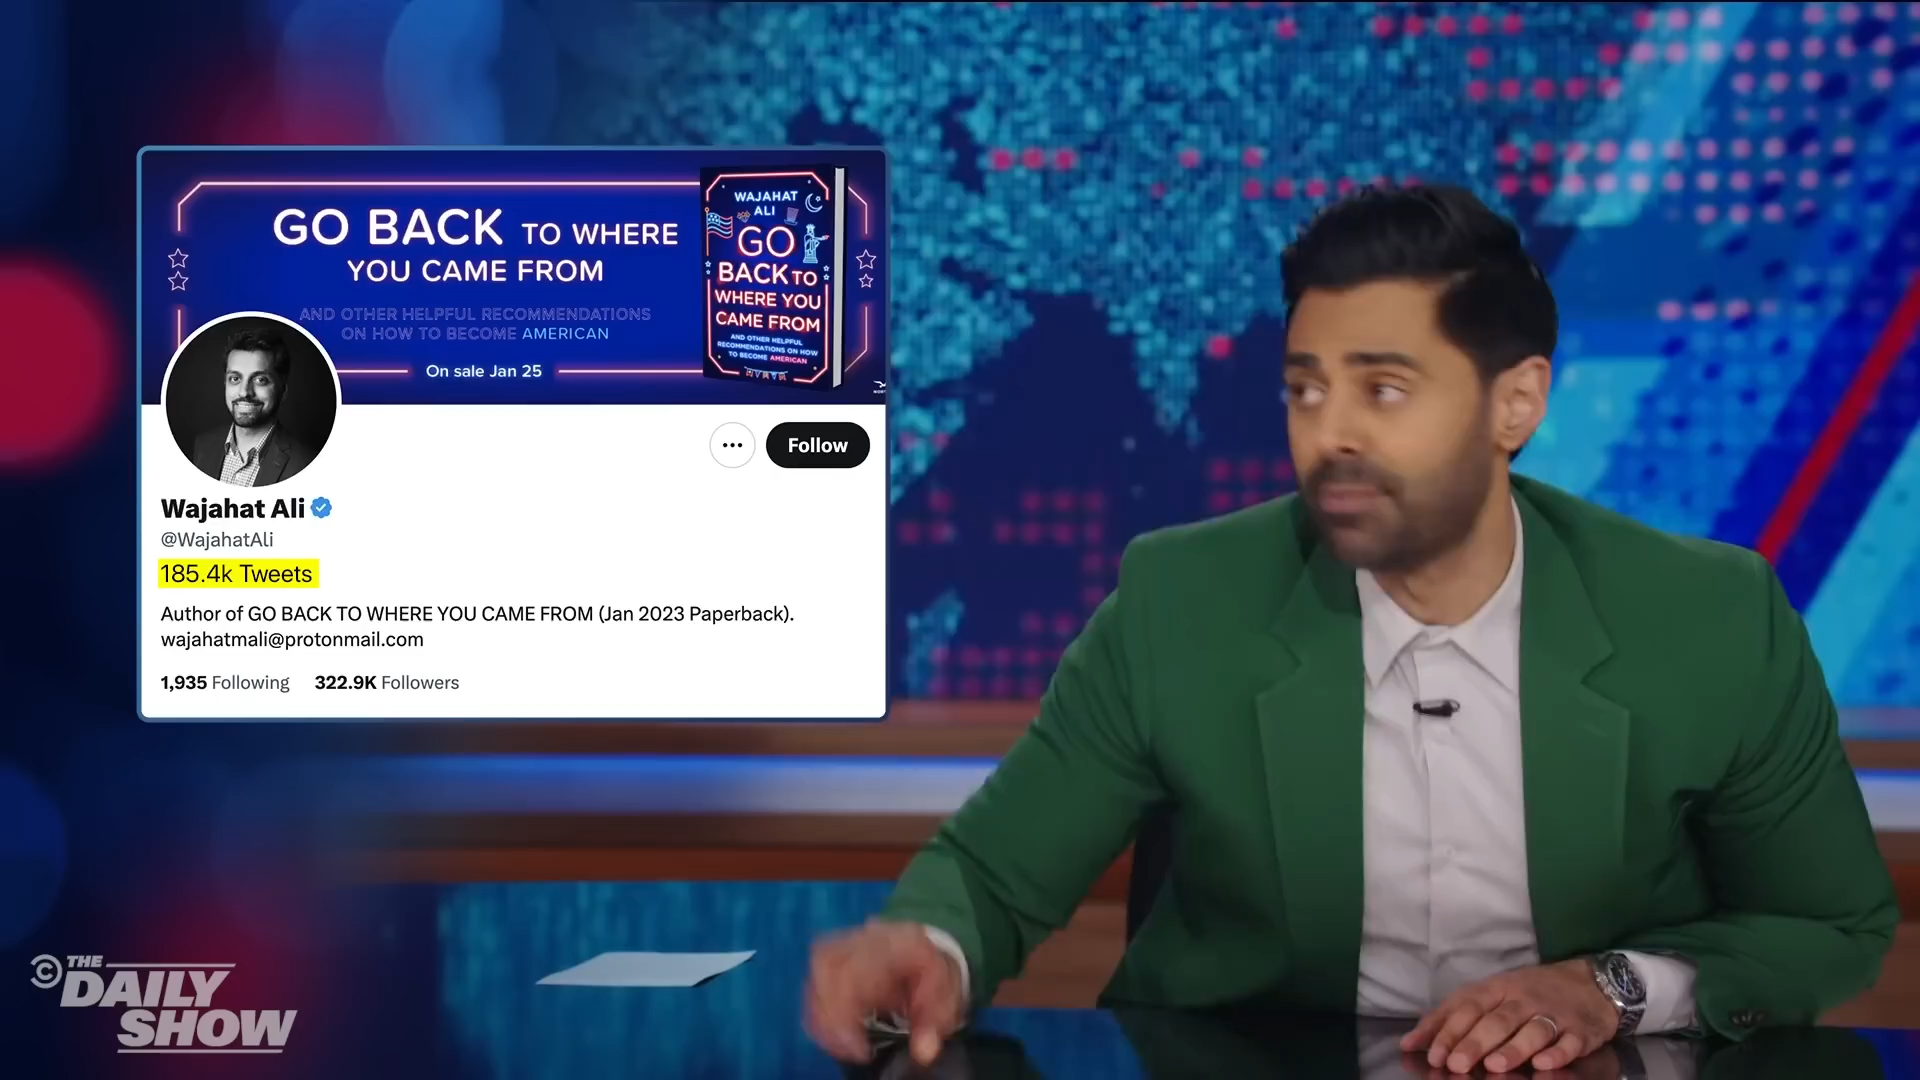 GO BACK TO WHERE
YOU CAME FROM
AND OTHER HELPFUL RECOMMENDATIONS
ON HOW TO BECOME AMERICAN
On sale Jan 25
WAJAHAT
ALI
GO
BACK TO
WHERE YOU
CAME FROM
AND OTHER HELPFUL
RECOMMENDATIONS ON HOW
TO BECOME AMERICAN
Follow
Wajahat Ali
@WajahatAli
185.4k Tweets
Author of GO BACK TO WHERE YOU CAME FROM (Jan 2023 Paperback).
wajahatmali@protonmail.com
1,935 Following 322.9K Followers
THE
DAILY
SHOW